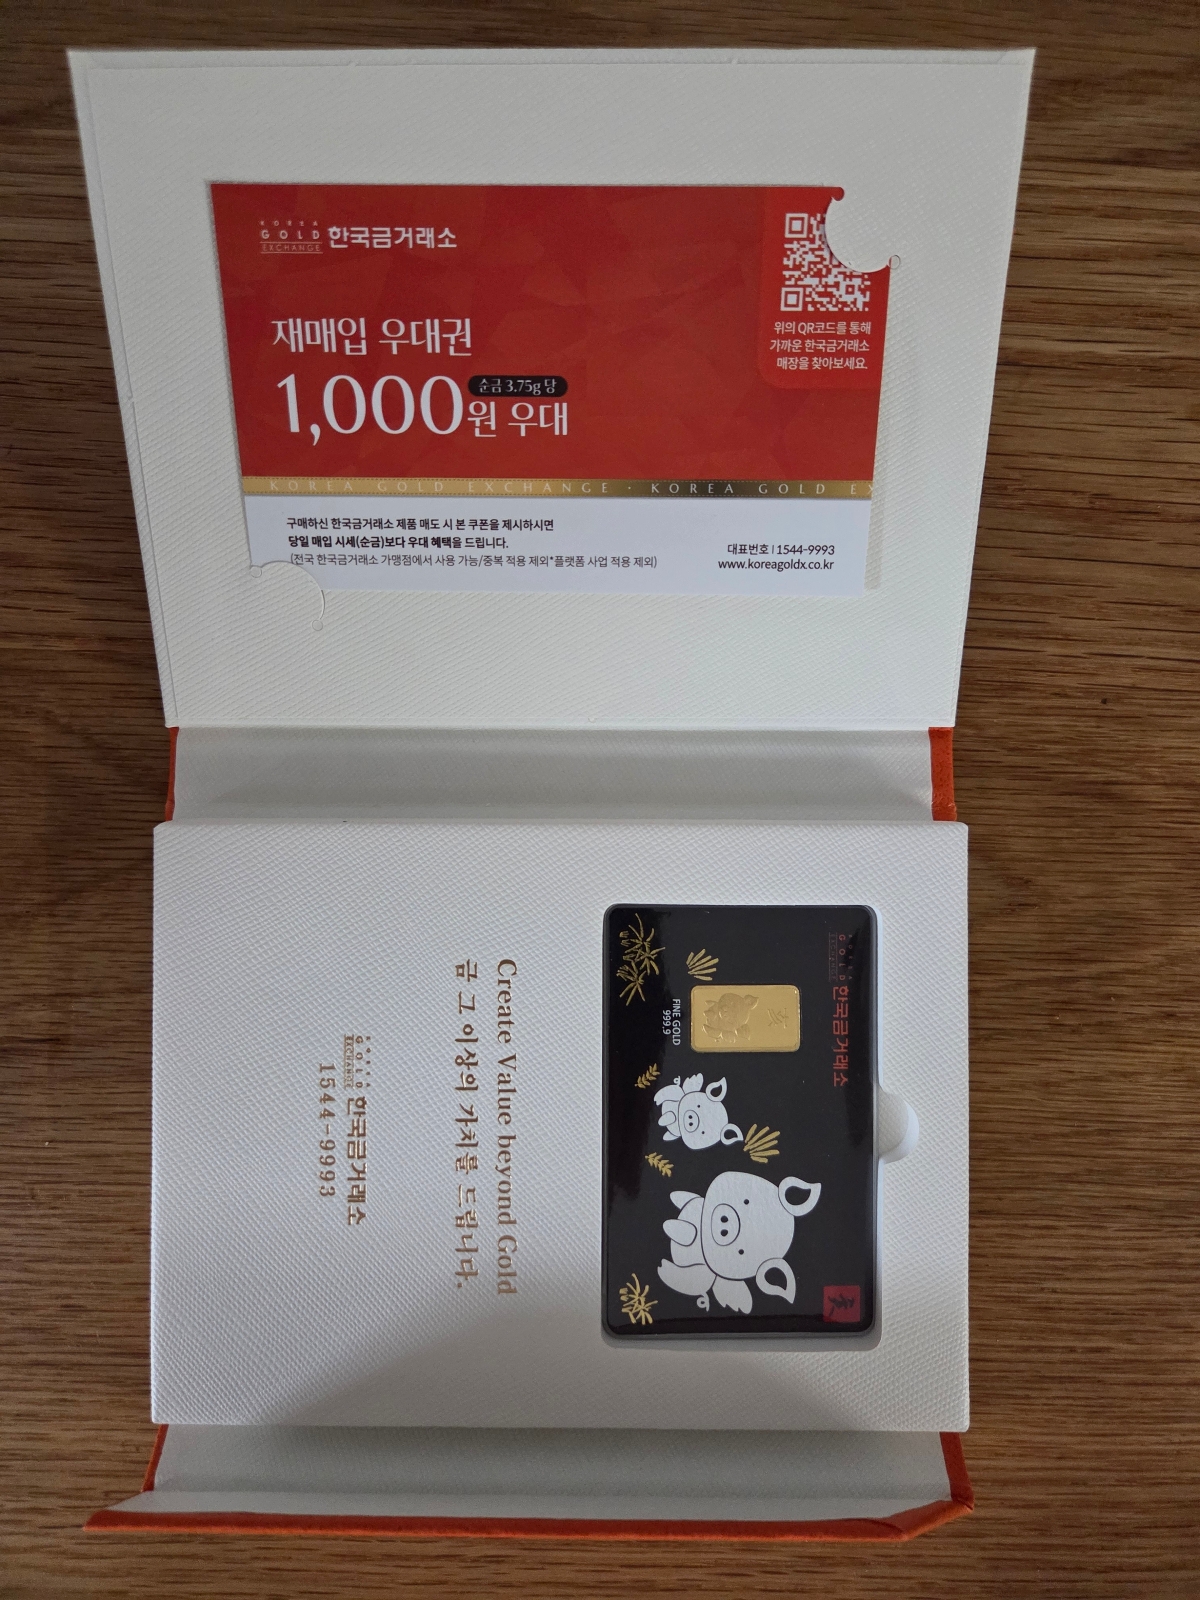 KOREA
GOLD
EXCHANGE
한국금거래소
재매입 우대권
순금 3.75g 당
1,000원 우대
위의 QR코드를 통해
가까운 한국금거래소
매장을 찾아보세요.
KOREA GOLD EXCHANGE · KOREA GOLD EX
구매하신 한국금거래소 제품 매도 시 본 쿠폰을 제시하시면
당일 매입 시세(순금)보다 우대 혜택을 드립니다.
(전국 한국금거래소 가맹점에서 사용 가능/중복 적용 제외*플랫폼 사업 적용 제외)
대표번호 | 1544-9993
www.koreagoldx.co.kr
KOREA
GOLD
EXCHANGE
한국금거래소
FINE GOLD
999.9
Create Value beyond Gold
금 그 이상의 가치를 드립니다.
KOREA
GOLD
EXCHANGE
한국금거래소
1544-9993